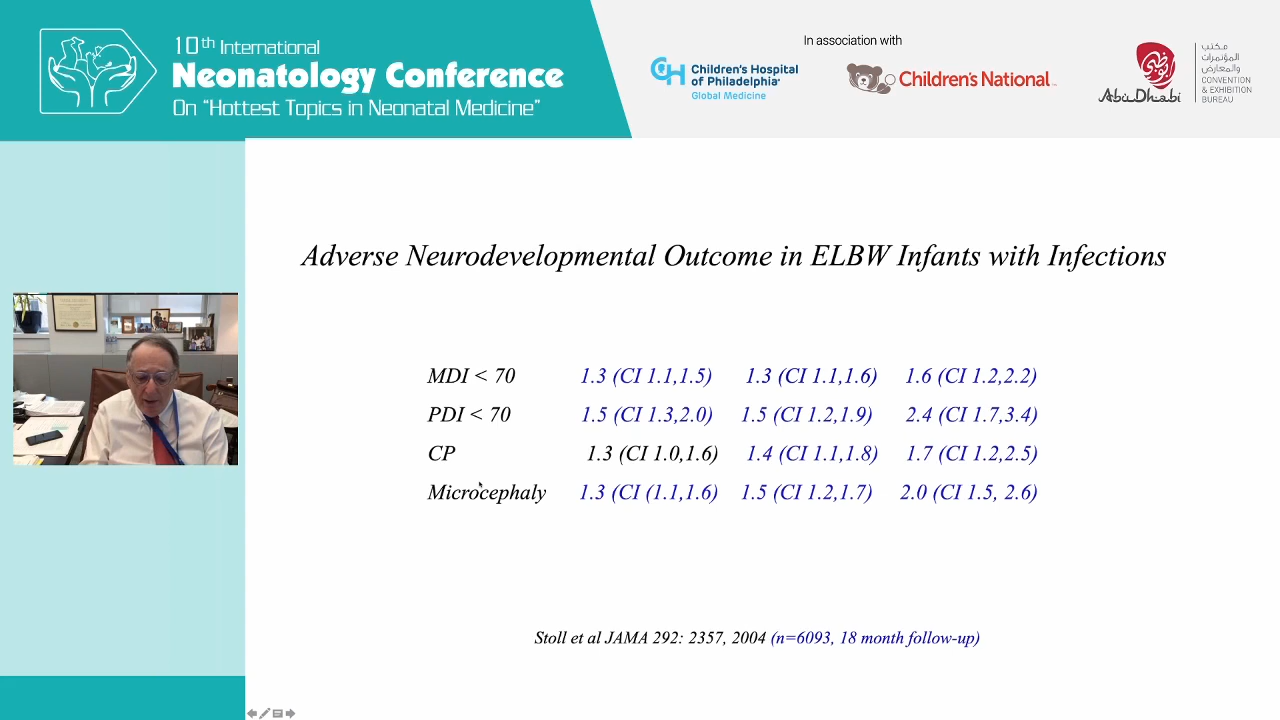 10th International
Neonatology Conference
On “Hottest Topics in Neonatal Medicine”
In association with
Children's Hospital
of Philadelphia
Global Medicine
Children's National
Abu Dhabi
أبوظبي
مكتب
المؤتمرات
والمعارض
CONVENTION
& EXHIBITION
BUREAU
Adverse Neurodevelopmental Outcome in ELBW Infants with Infections
MDI < 70 1.3 (CI 1.1,1.5) 1.3 (CI 1.1,1.6) 1.6 (CI 1.2,2.2)
PDI < 70 1.5 (CI 1.3,2.0) 1.5 (CI 1.2,1.9) 2.4 (CI 1.7,3.4)
CP 1.3 (CI 1.0,1.6) 1.4 (CI 1.1,1.8) 1.7 (CI 1.2,2.5)
Microcephaly 1.3 (CI (1.1,1.6) 1.5 (CI 1.2,1.7) 2.0 (CI 1.5, 2.6)
Stoll et al JAMA 292: 2357, 2004 (n=6093, 18 month follow-up)